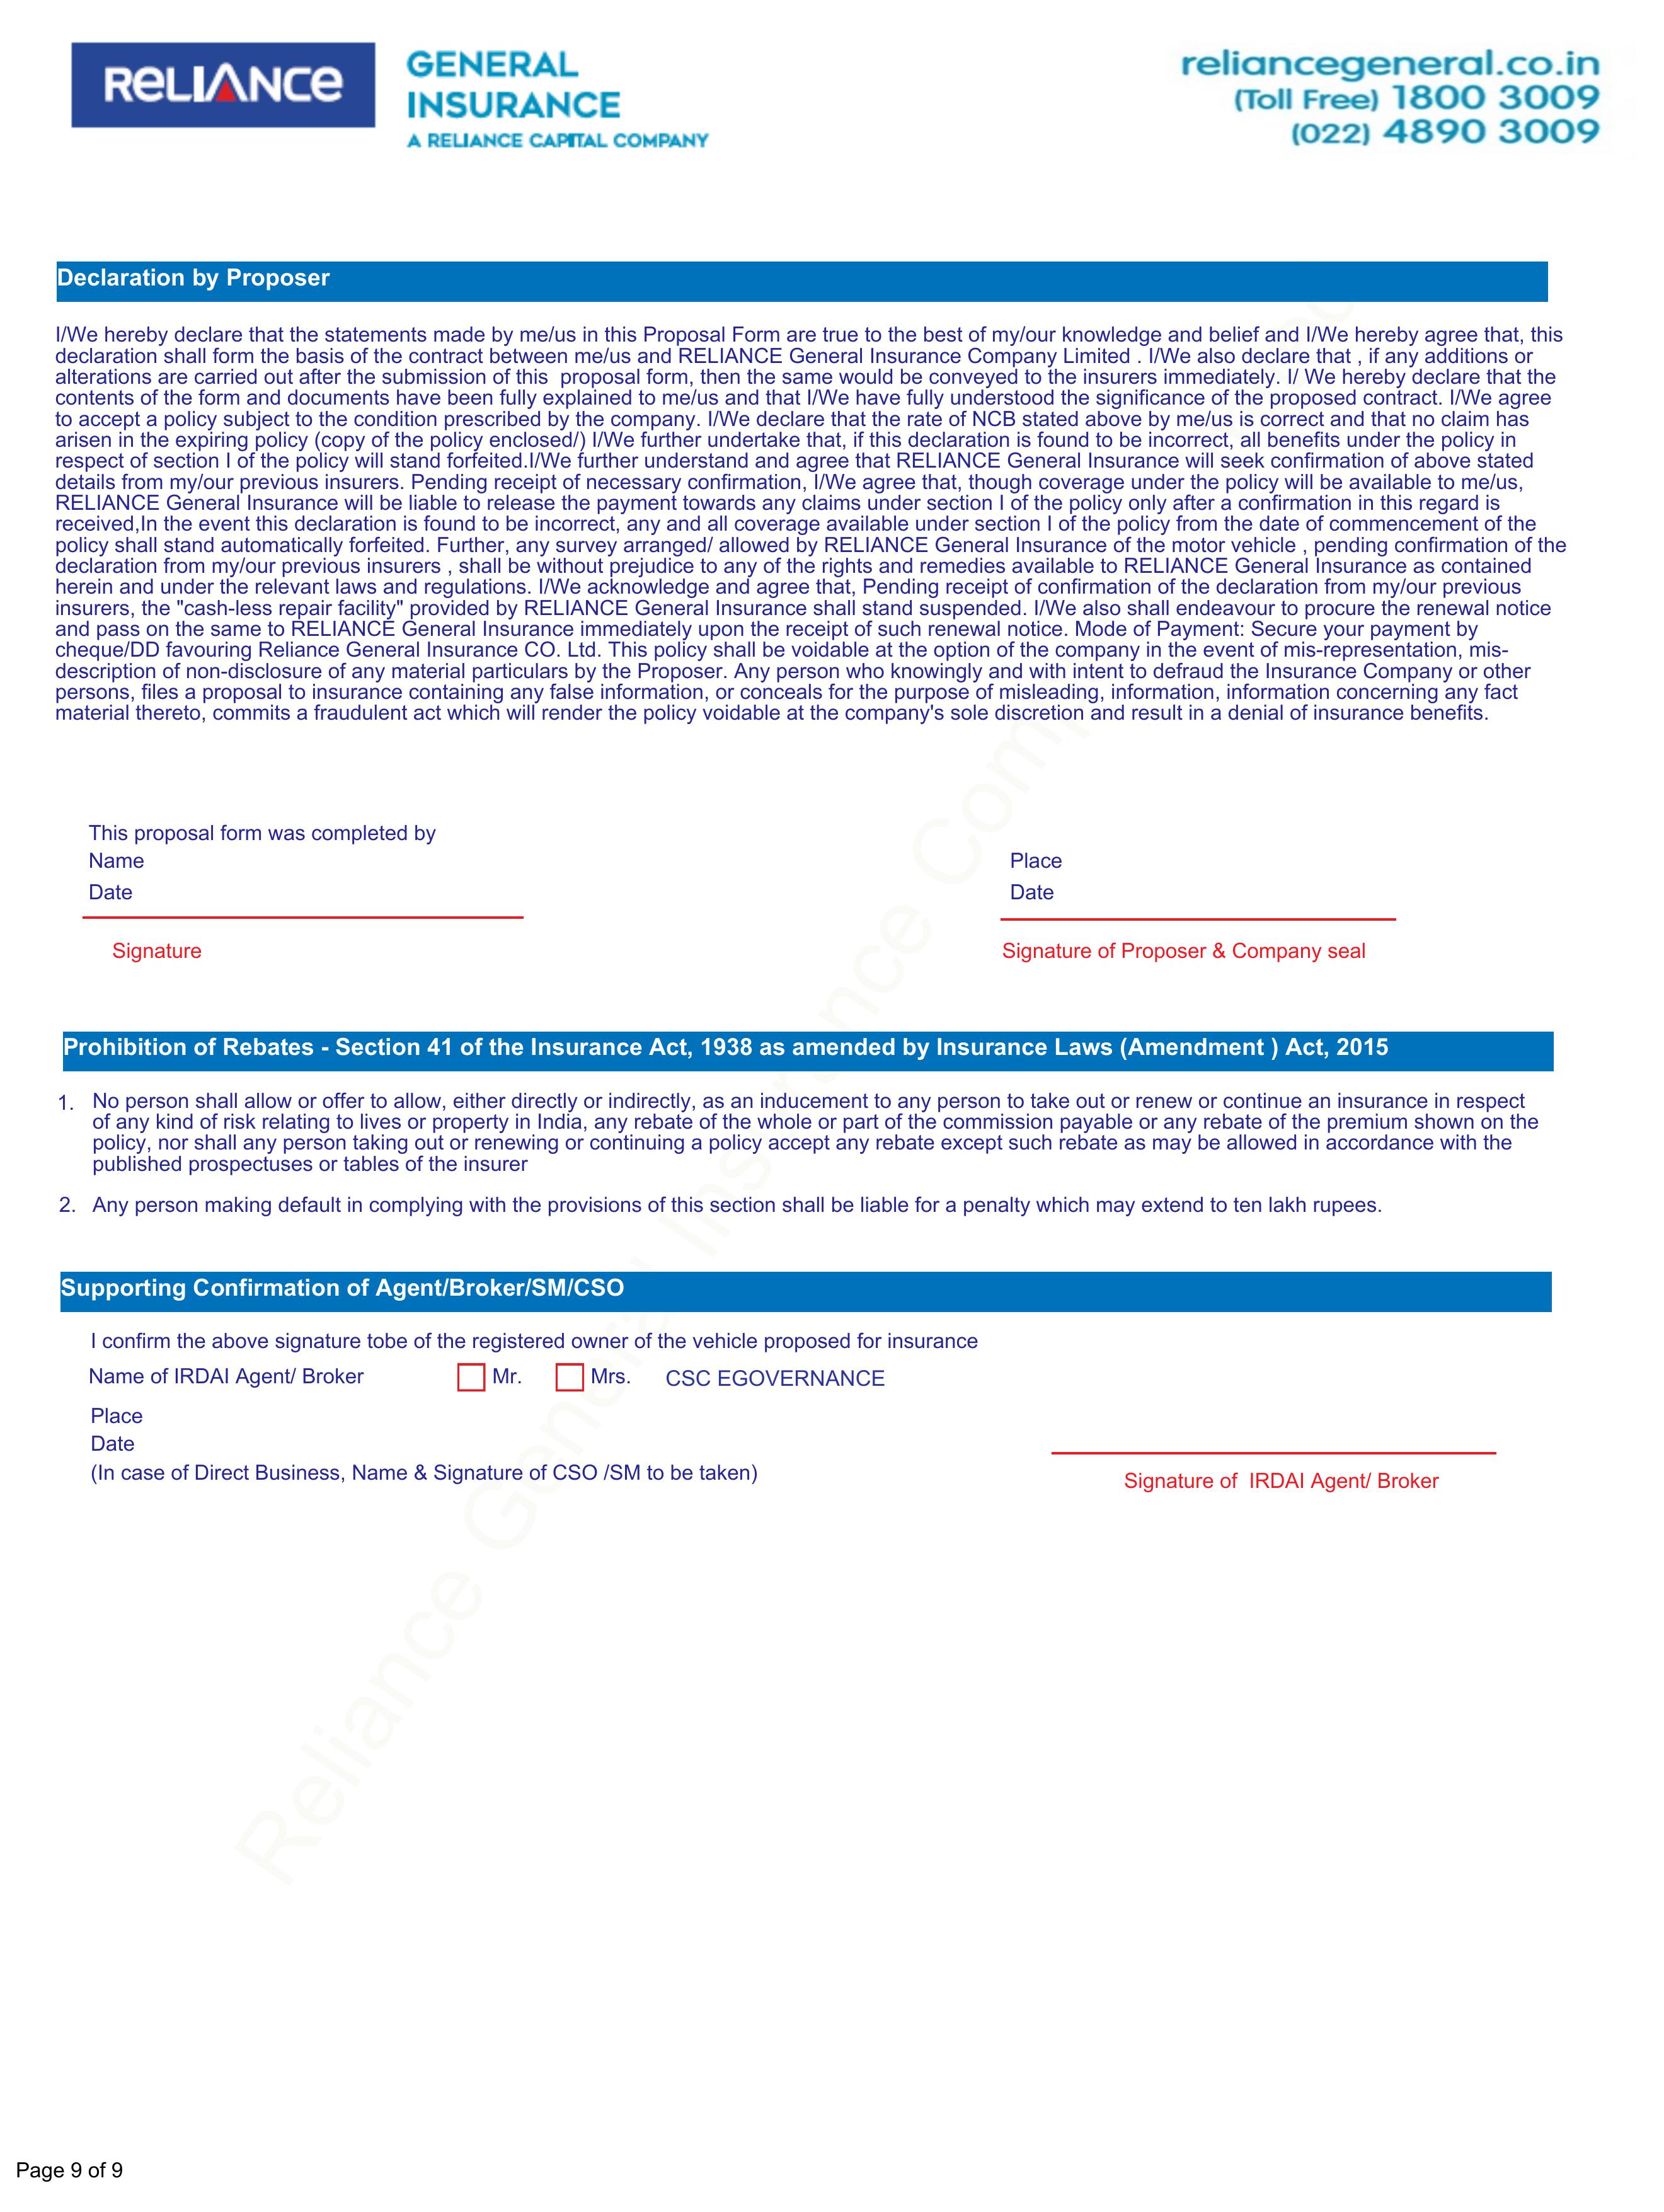 RELIANCE
GENERAL
INSURANCE
A RELIANCE CAPITAL COMPANY
reliancegeneral.co.in
(Toll Free) 1800 3009
(022) 4890 3009
Declaration by Proposer
I/We hereby declare that the statements made by me/us in this Proposal Form are true to the best of my/our knowledge and belief and I/We hereby agree that, this
declaration shall form the basis of the contract between me/us and RELIANCE General Insurance Company Limited . I/We also declare that , if any additions or
alterations are carried out after the submission of this  proposal form, then the same would be conveyed to the insurers immediately. I/ We hereby declare that the
contents of the form and documents have been fully explained to me/us and that I/We have fully understood the significance of the proposed contract. I/We agree
to accept a policy subject to the condition prescribed by the company. I/We declare that the rate of NCB stated above by me/us is correct and that no claim has
arisen in the expiring policy (copy of the policy enclosed/) I/We further undertake that, if this declaration is found to be incorrect, all benefits under the policy in
respect of section I of the policy will stand forfeited.I/We further understand and agree that RELIANCE General Insurance will seek confirmation of above stated
details from my/our previous insurers. Pending receipt of necessary confirmation, I/We agree that, though coverage under the policy will be available to me/us,
RELIANCE General Insurance will be liable to release the payment towards any claims under section I of the policy only after a confirmation in this regard is
received,In the event this declaration is found to be incorrect, any and all coverage available under section I of the policy from the date of commencement of the
policy shall stand automatically forfeited. Further, any survey arranged/ allowed by RELIANCE General Insurance of the motor vehicle , pending confirmation of the
declaration from my/our previous insurers , shall be without prejudice to any of the rights and remedies available to RELIANCE General Insurance as contained
herein and under the relevant laws and regulations. I/We acknowledge and agree that, Pending receipt of confirmation of the declaration from my/our previous
insurers, the "cash-less repair facility" provided by RELIANCE General Insurance shall stand suspended. I/We also shall endeavour to procure the renewal notice
and pass on the same to RELIANCE General Insurance immediately upon the receipt of such renewal notice. Mode of Payment: Secure your payment by
cheque/DD favouring Reliance General Insurance CO. Ltd. This policy shall be voidable at the option of the company in the event of mis-representation, mis-
description of non-disclosure of any material particulars by the Proposer. Any person who knowingly and with intent to defraud the Insurance Company or other
persons, files a proposal to insurance containing any false information, or conceals for the purpose of misleading, information, information concerning any fact
material thereto, commits a fraudulent act which will render the policy voidable at the company's sole discretion and result in a denial of insurance benefits.
This proposal form was completed by
Name
Place
Date
Date
Signature
Signature of Proposer & Company seal
Prohibition of Rebates - Section 41 of the Insurance Act, 1938 as amended by Insurance Laws (Amendment ) Act, 2015
1. No person shall allow or offer to allow, either directly or indirectly, as an inducement to any person to take out or renew or continue an insurance in respect
of any kind of risk relating to lives or property in India, any rebate of the whole or part of the commission payable or any rebate of the premium shown on the
policy, nor shall any person taking out or renewing or continuing a policy accept any rebate except such rebate as may be allowed in accordance with the
published prospectuses or tables of the insurer
2. Any person making default in complying with the provisions of this section shall be liable for a penalty which may extend to ten lakh rupees.
Supporting Confirmation of Agent/Broker/SM/CSO
I confirm the above signature tobe of the registered owner of the vehicle proposed for insurance
Name of IRDAI Agent/ Broker Mr. Mrs. CSC EGOVERNANCE
Place
Date
(In case of Direct Business, Name & Signature of CSO /SM to be taken)
Signature of  IRDAI Agent/ Broker
Reliance General Insurance
Page 9 of 9